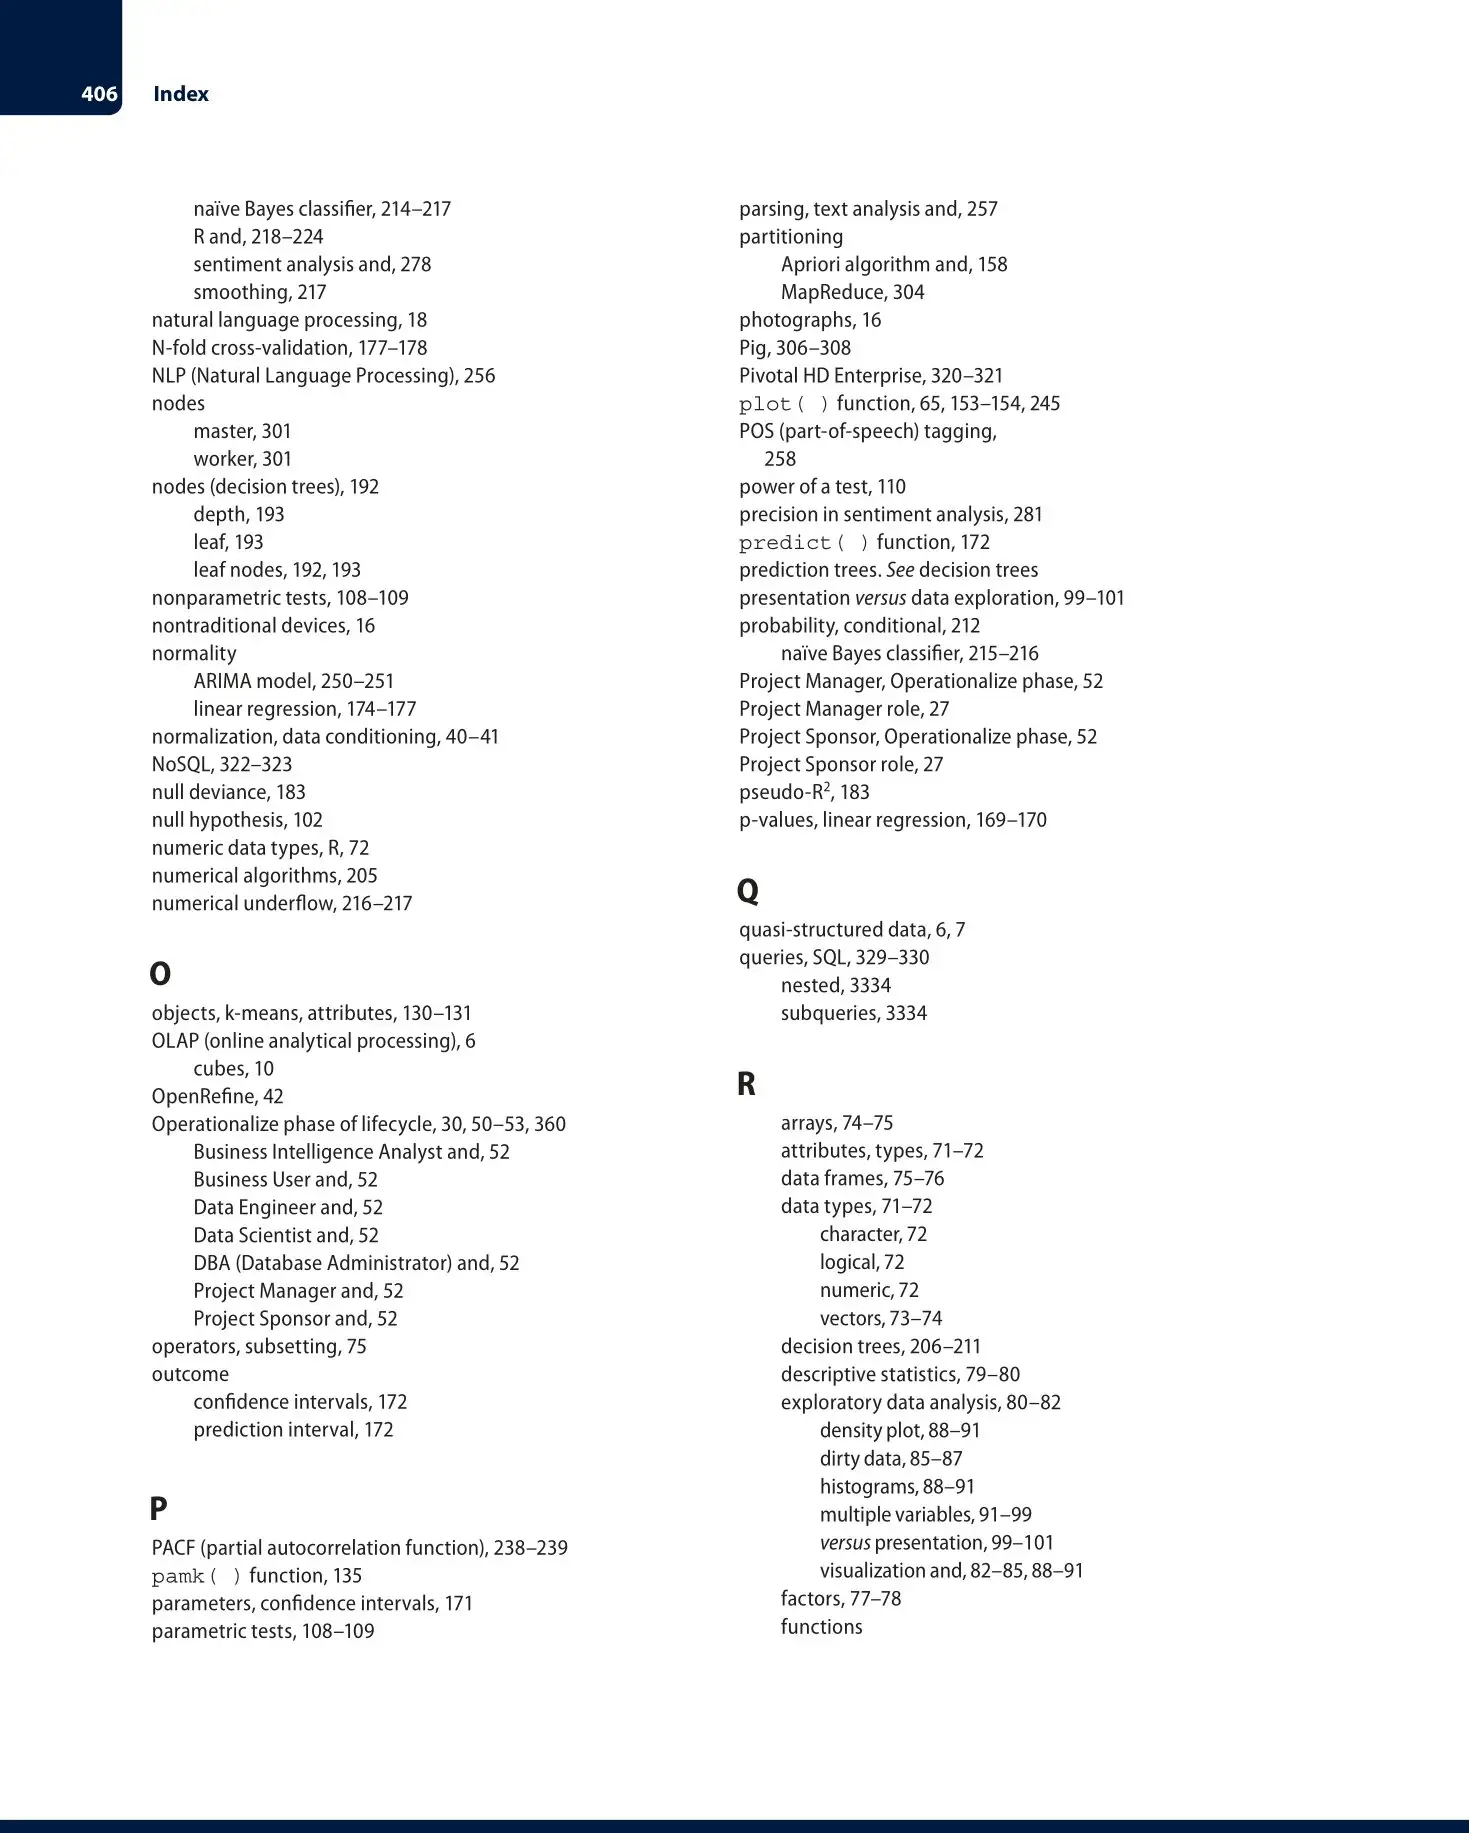 406 Index
naïve Bayes classifier, 214–217
R and, 218–224
sentiment analysis and, 278
smoothing, 217
natural language processing, 18
N-fold cross-validation, 177–178
NLP (Natural Language Processing), 256
nodes
master, 301
worker, 301
nodes (decision trees), 192
depth, 193
leaf, 193
leaf nodes, 192, 193
nonparametric tests, 108–109
nontraditional devices, 16
normality
ARIMA model, 250–251
linear regression, 174–177
normalization, data conditioning, 40–41
NoSQL, 322–323
null deviance, 183
null hypothesis, 102
numeric data types, R, 72
numerical algorithms, 205
numerical underflow, 216–217
O
objects, k-means, attributes, 130–131
OLAP (online analytical processing), 6
cubes, 10
OpenRefine, 42
Operationalize phase of lifecycle, 30, 50–53, 360
Business Intelligence Analyst and, 52
Business User and, 52
Data Engineer and, 52
Data Scientist and, 52
DBA (Database Administrator) and, 52
Project Manager and, 52
Project Sponsor and, 52
operators, subsetting, 75
outcome
confidence intervals, 172
prediction interval, 172
P
PACF (partial autocorrelation function), 238–239
pamk( ) function, 135
parameters, confidence intervals, 171
parametric tests, 108–109
parsing, text analysis and, 257
partitioning
Apriori algorithm and, 158
MapReduce, 304
photographs, 16
Pig, 306–308
Pivotal HD Enterprise, 320–321
plot( ) function, 65, 153–154, 245
POS (part-of-speech) tagging,
258
power of a test, 110
precision in sentiment analysis, 281
predict( ) function, 172
prediction trees. See decision trees
presentation versus data exploration, 99–101
probability, conditional, 212
naïve Bayes classifier, 215–216
Project Manager, Operationalize phase, 52
Project Manager role, 27
Project Sponsor, Operationalize phase, 52
Project Sponsor role, 27
pseudo-R², 183
p-values, linear regression, 169–170
Q
quasi-structured data, 6, 7
queries, SQL, 329–330
nested, 3334
subqueries, 3334
R
arrays, 74–75
attributes, types, 71–72
data frames, 75–76
data types, 71–72
character, 72
logical, 72
numeric, 72
vectors, 73–74
decision trees, 206–211
descriptive statistics, 79–80
exploratory data analysis, 80–82
density plot, 88–91
dirty data, 85–87
histograms, 88–91
multiple variables, 91–99
versus presentation, 99–101
visualization and, 82–85, 88–91
factors, 77–78
functions